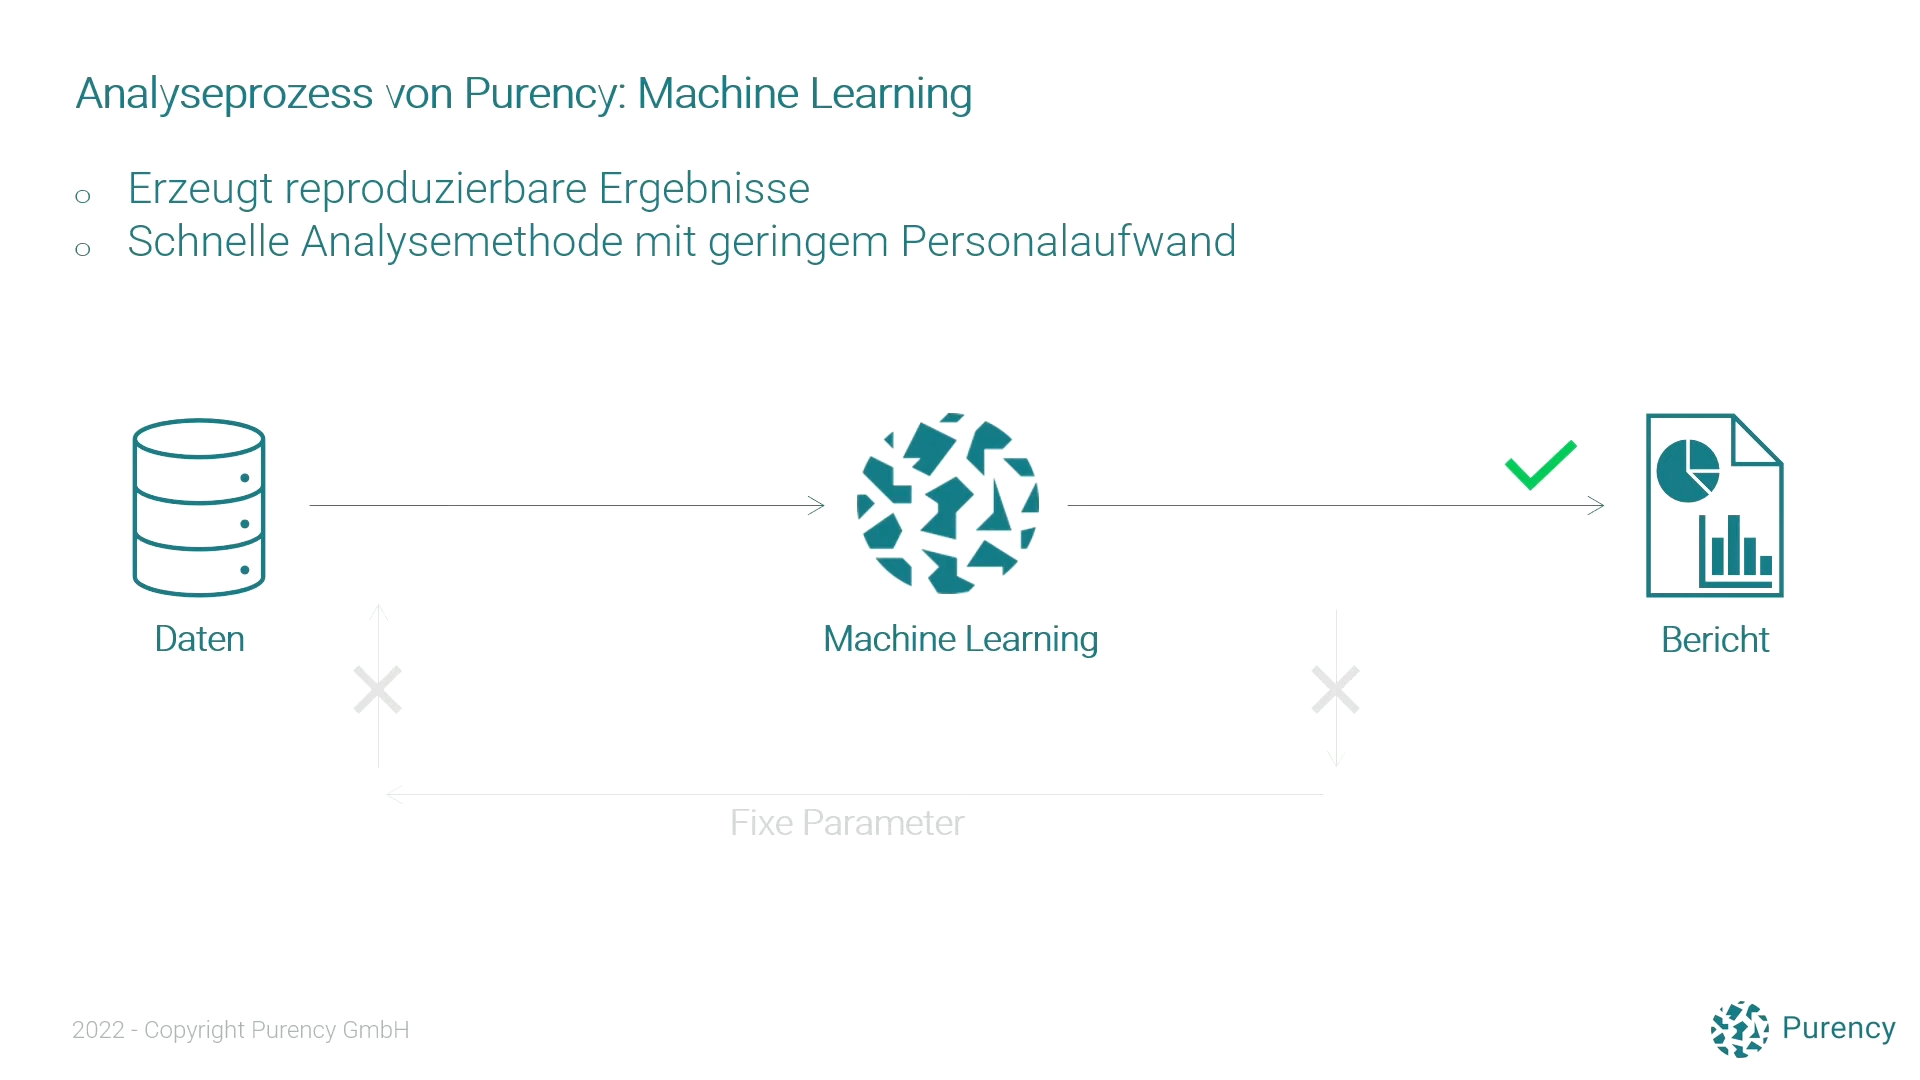 Analyseprozess von Purency: Machine Learning
Erzeugt reproduzierbare Ergebnisse
Schnelle Analysemethode mit geringem Personalaufwand
Daten
Machine Learning
Bericht
Fixe Parameter
2022 - Copyright Purency GmbH
Purency